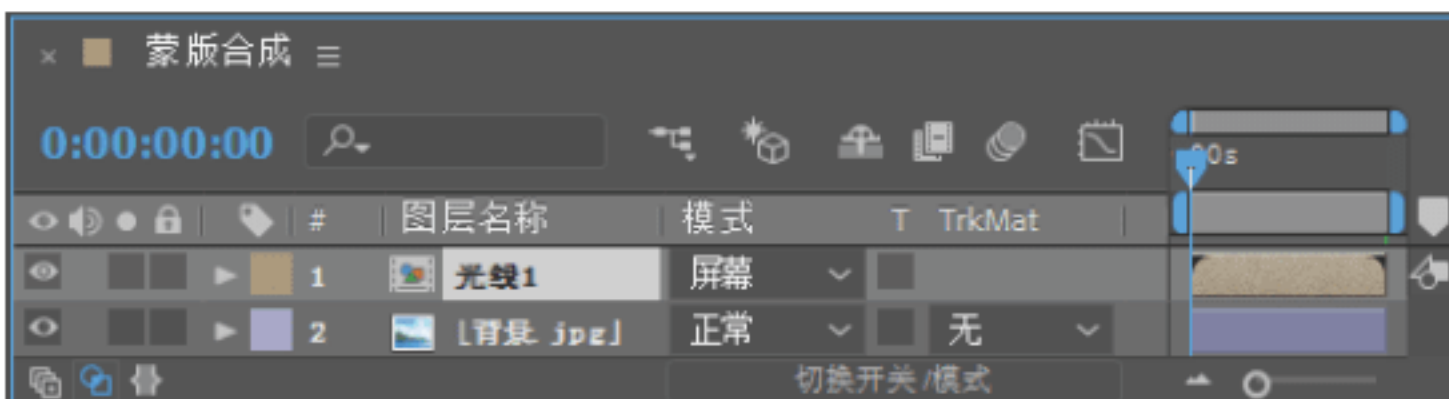 蒙版合成
0:00:00:00
00s
# 图层名称 模式 T TrkMat
1 光线1 屏幕
2 [背景.jpg] 正常 无
切换开关/模式